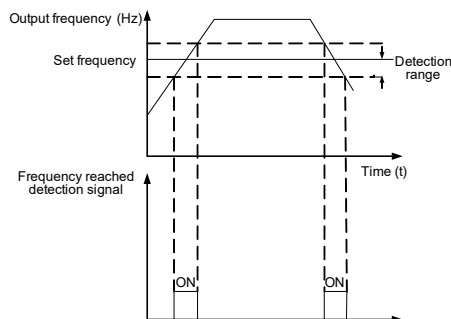 Output frequency (Hz)
Set frequency
Detection
range
Time (t)
Frequency reached
detection signal
ON
ON